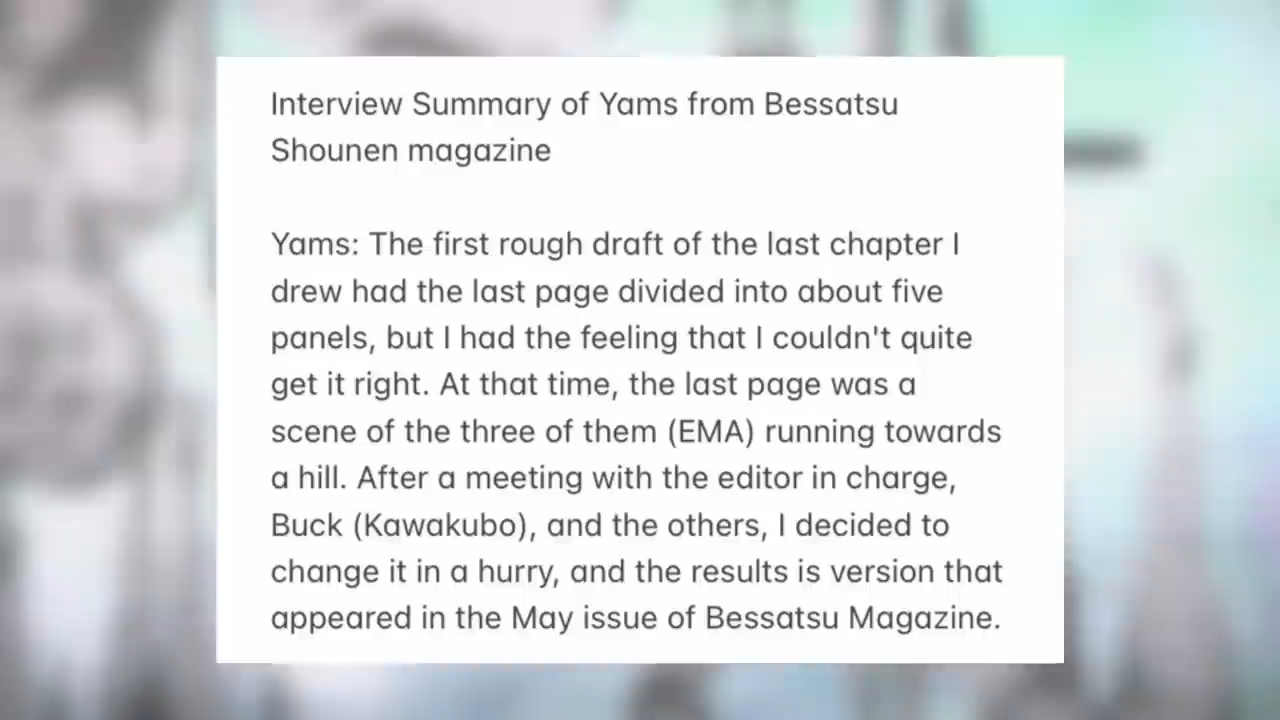 Interview Summary of Yams from Bessatsu
Shounen magazine
Yams: The first rough draft of the last chapter I
drew had the last page divided into about five
panels, but I had the feeling that I couldn't quite
get it right. At that time, the last page was a
scene of the three of them (EMA) running towards
a hill. After a meeting with the editor in charge,
Buck (Kawakubo), and the others, I decided to
change it in a hurry, and the results is version that
appeared in the May issue of Bessatsu Magazine.